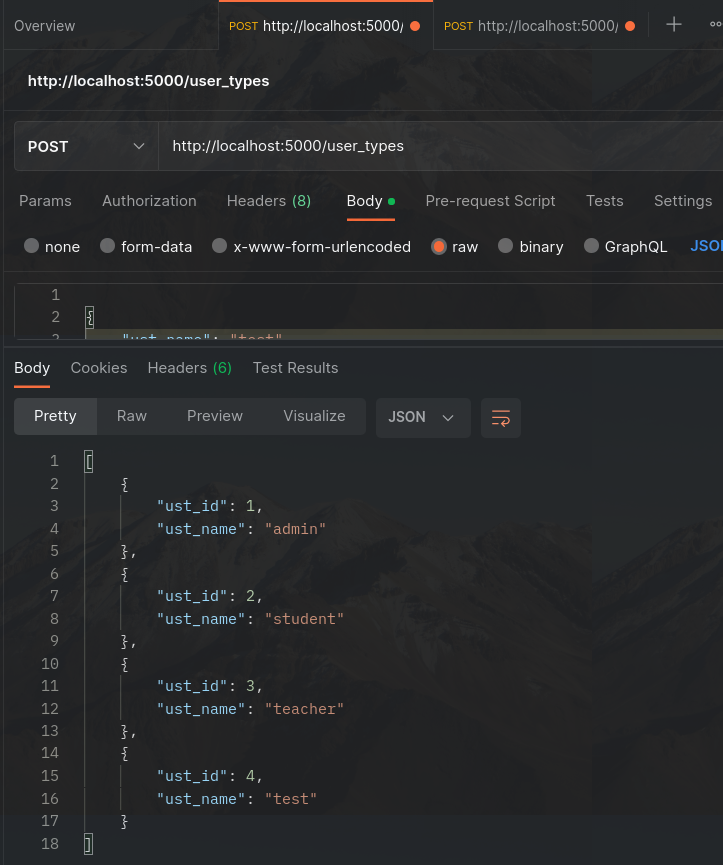 Overview POST http://localhost:5000/ POST http://localhost:5000/
http://localhost:5000/user_types
POST http://localhost:5000/user_types
Params Authorization Headers (8) Body Pre-request Script Tests Settings
none form-data x-www-form-urlencoded raw binary GraphQL JSO
1
2 {
3 "ust_name": "test"
Body Cookies Headers (6) Test Results
Pretty Raw Preview Visualize JSON
1 [
2 {
3 "ust_id": 1,
4 "ust_name": "admin"
5 },
6 {
7 "ust_id": 2,
8 "ust_name": "student"
9 },
10 {
11 "ust_id": 3,
12 "ust_name": "teacher"
13 },
14 {
15 "ust_id": 4,
16 "ust_name": "test"
17 }
18 ]